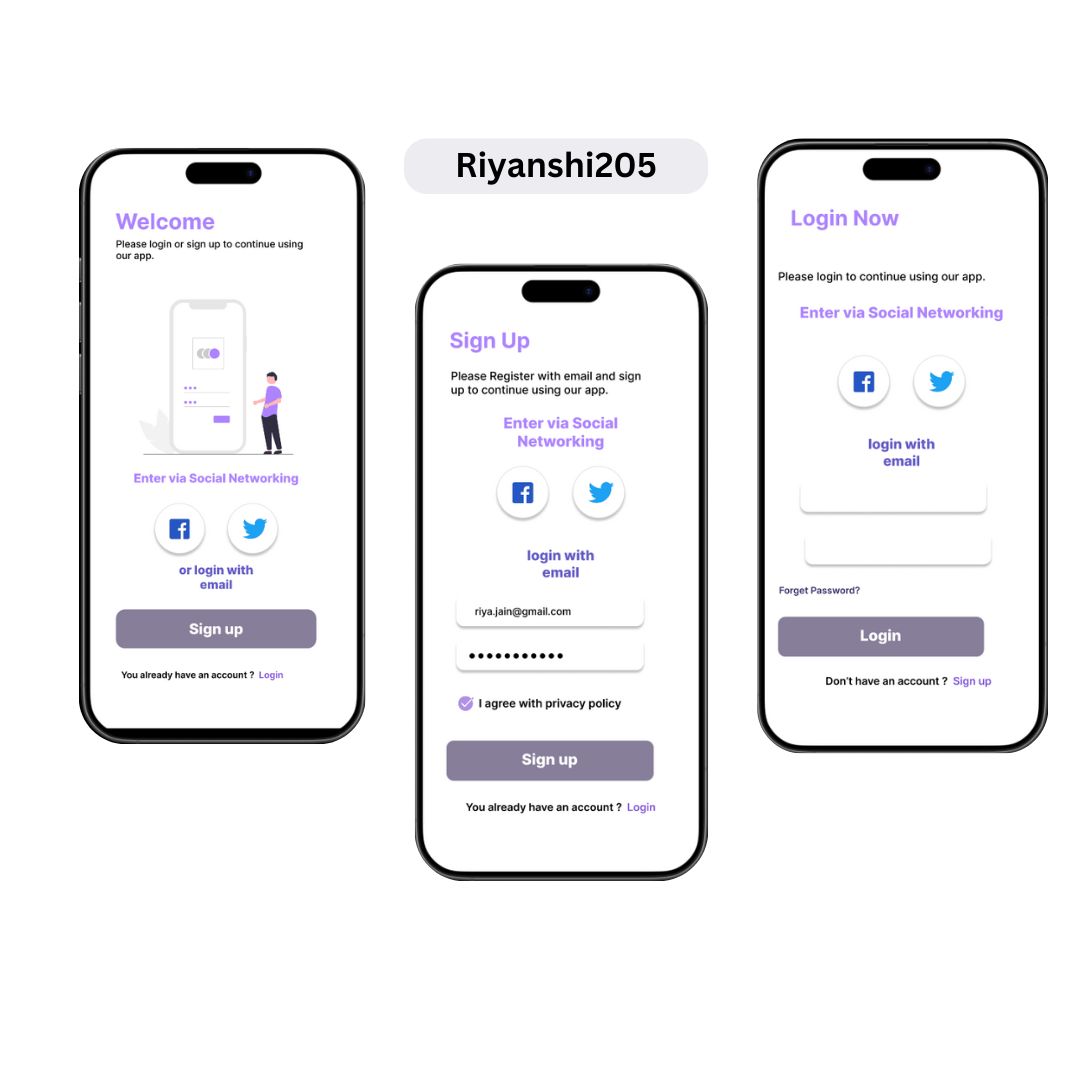 Riyanshi205
Welcome
Please login or sign up to continue using
our app.
Enter via Social Networking
or login with
email
Sign up
You already have an account ? Login
Sign Up
Please Register with email and sign
up to continue using our app.
Enter via Social
Networking
login with
email
riya.jain@gmail.com
•••••••••••
I agree with privacy policy
Sign up
You already have an account ? Login
Login Now
Please login to continue using our app.
Enter via Social Networking
login with
email
Forget Password?
Login
Don't have an account ? Sign up